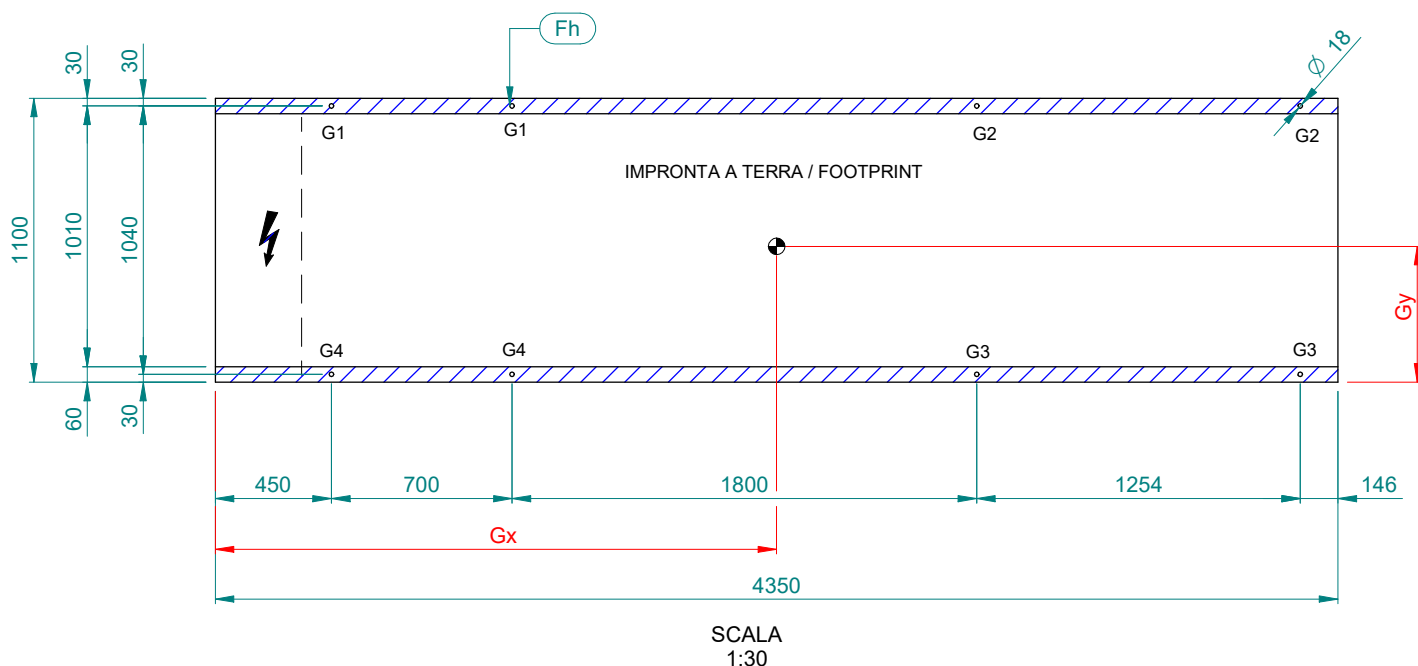 Fh
30
30
Ø 18
G1
G1
G2
G2
IMPRONTA A TERRA / FOOTPRINT
1100
1010
1040
Gy
G4
G4
G3
G3
60
30
450
700
1800
1254
146
Gx
4350
SCALA
1:30